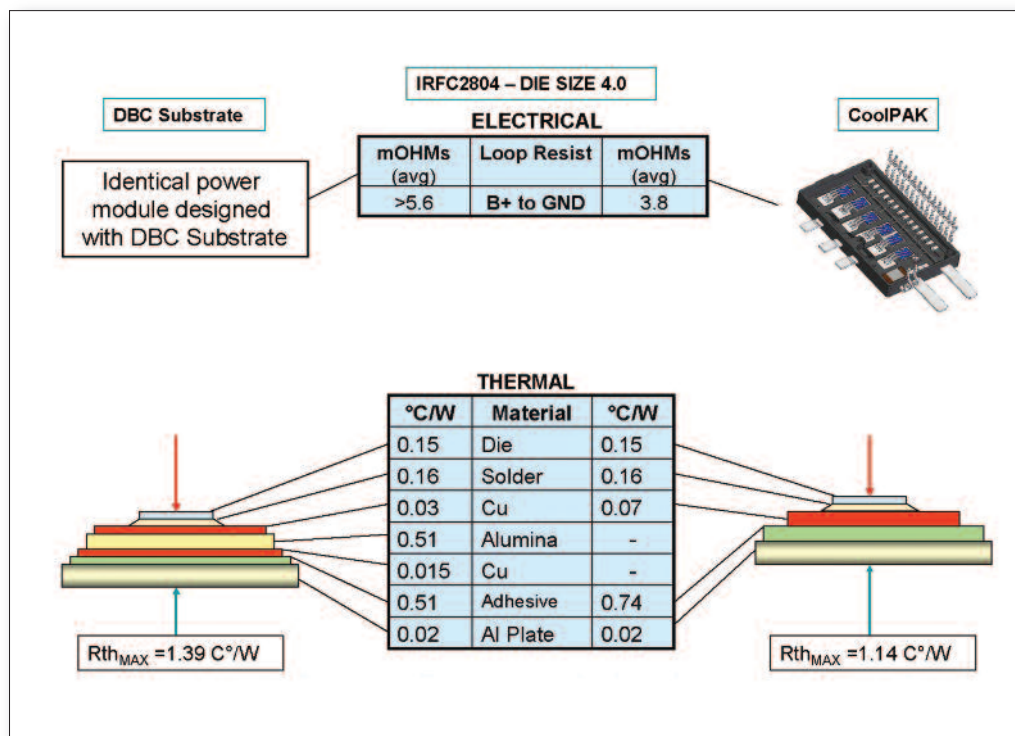 IRFC2804 – DIE SIZE 4.0
DBC Substrate
CoolPAK
ELECTRICAL
mOHMs (avg) Loop Resist mOHMs (avg)
>5.6 B+ to GND 3.8
Identical power
module designed
with DBC Substrate
THERMAL
°C/W Material °C/W
0.15 Die 0.15
0.16 Solder 0.16
0.03 Cu 0.07
0.51 Alumina -
0.015 Cu -
0.51 Adhesive 0.74
0.02 Al Plate 0.02
RthMAX =1.39 C°/W
RthMAX =1.14 C°/W